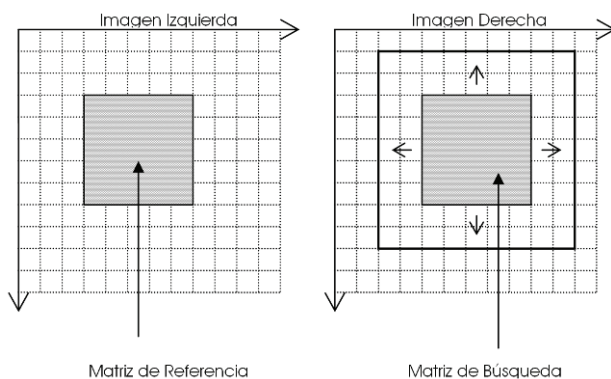 Imagen Izquierda
Imagen Derecha
Matriz de Referencia
Matriz de Búsqueda